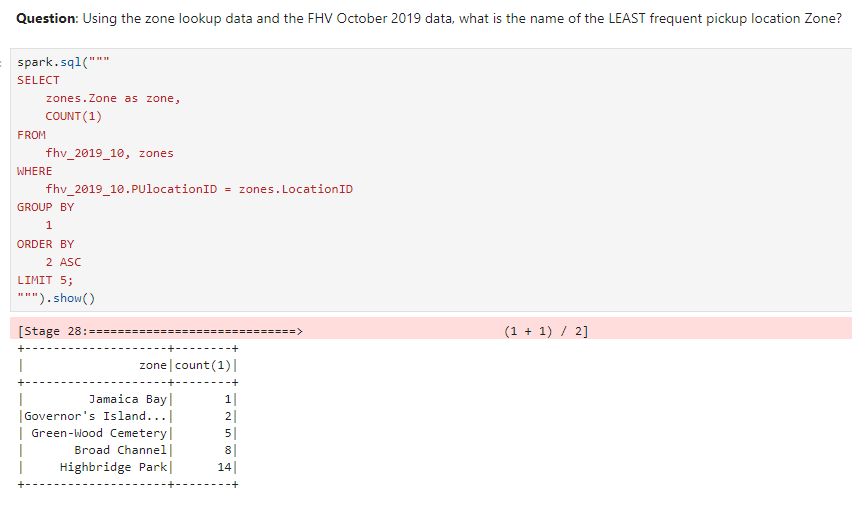 Question: Using the zone lookup data and the FHV October 2019 data, what is the name of the LEAST frequent pickup location Zone?
spark.sql("""
SELECT
    zones.Zone as zone,
    COUNT(1)
FROM
    fhv_2019_10, zones
WHERE
    fhv_2019_10.PUlocationID = zones.LocationID
GROUP BY
    1
ORDER BY
    2 ASC
LIMIT 5;
""").show()
[Stage 28:=============================>                            (1 + 1) / 2]
+--------------------+--------+
|                zone|count(1)|
+--------------------+--------+
|         Jamaica Bay|       1|
|Governor's Island...|       2|
| Green-Wood Cemetery|       5|
|       Broad Channel|       8|
|     Highbridge Park|      14|
+--------------------+--------+